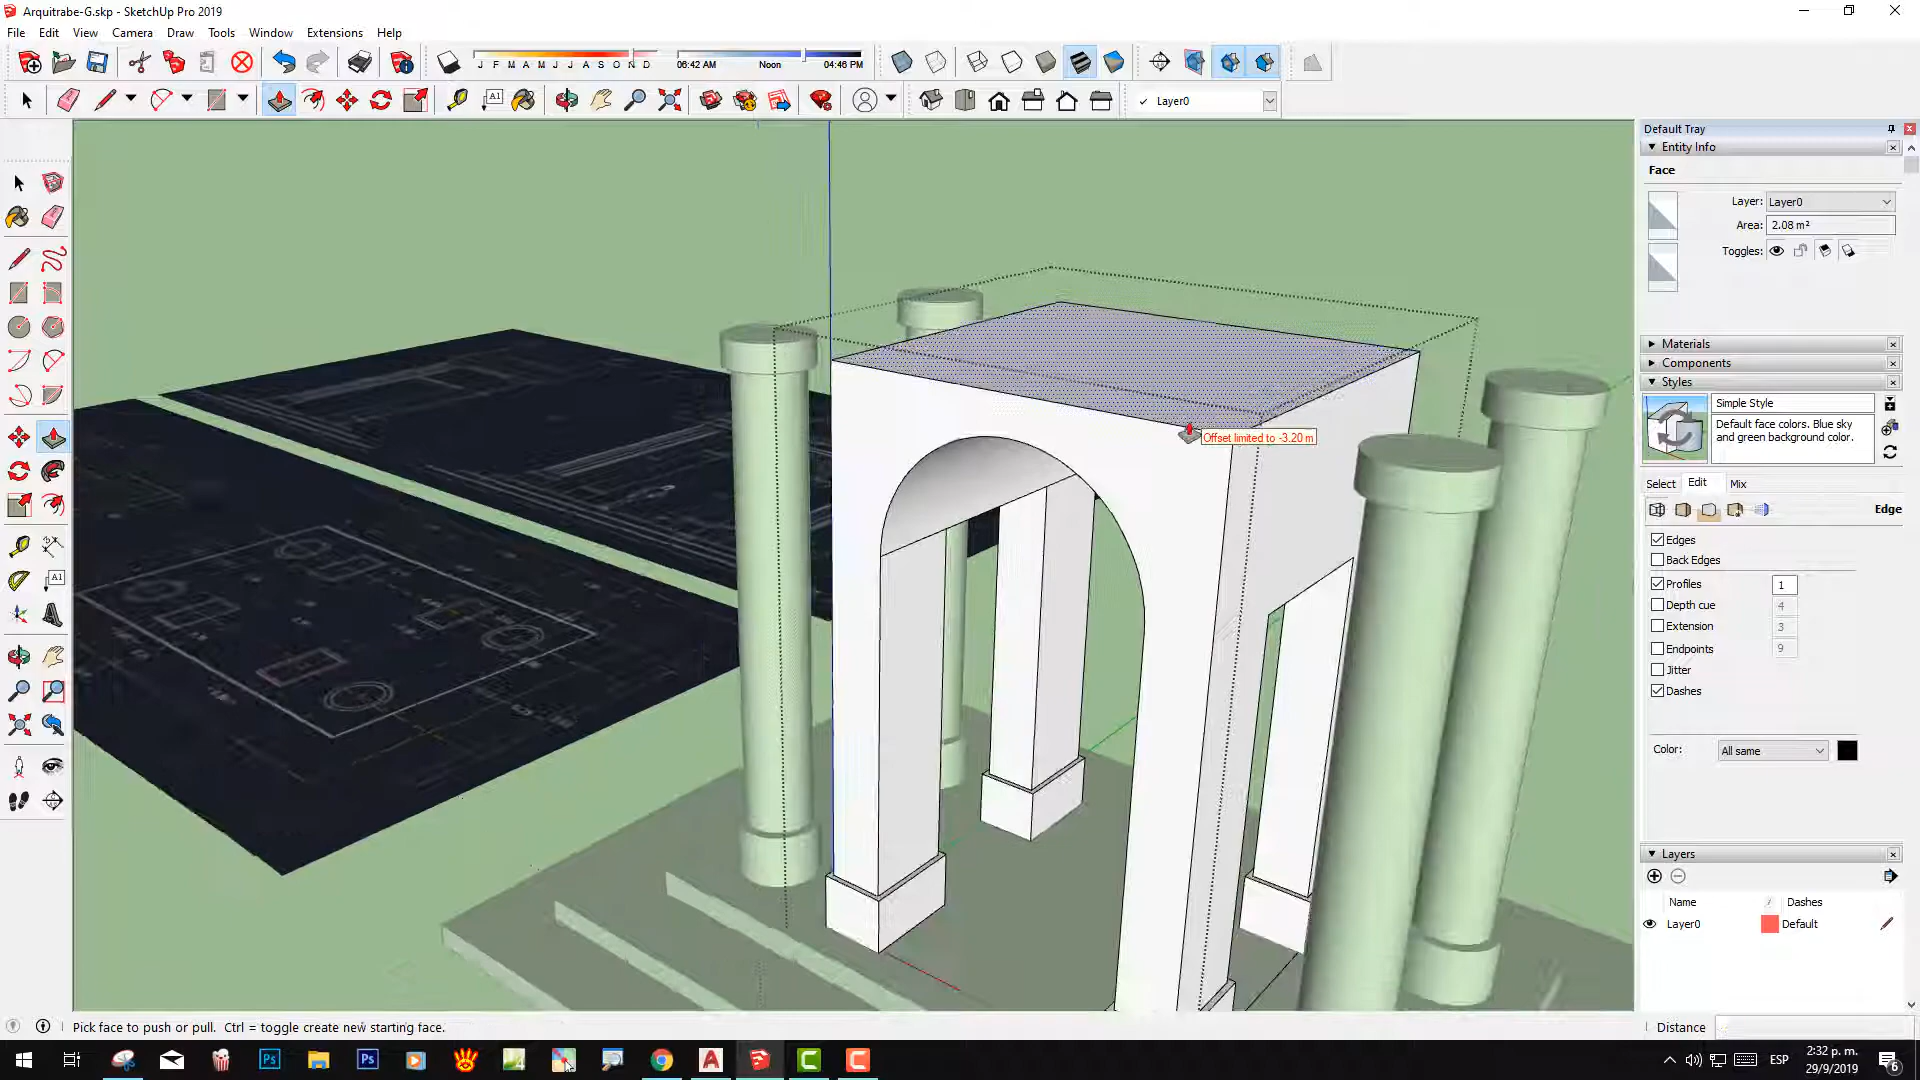 Arquitrabe-G.skp - SketchUp Pro 2019
File Edit View Camera Draw Tools Window Extensions Help
J F M A M J J A S O N D 06:42 AM Noon 04:46 PM
A1
✓ Layer0
Default Tray
Entity Info
Face
Layer: Layer0
Area: 2.08 m²
Toggles:
Offset limited to -3.20 m
Materials
Components
Styles
Simple Style
Default face colors. Blue sky
and green background color.
Select Edit Mix
Edge
Edges
Back Edges
Profiles 1
Depth cue 4
Extension 3
Endpoints 9
Jitter
Dashes
A1
Color: All same
Layers
Name Dashes
Layer0 Default
Pick face to push or pull. Ctrl = toggle create new starting face.
Distance
Ps Ps A C C
ESP
2:32 p. m.
29/9/2019
6